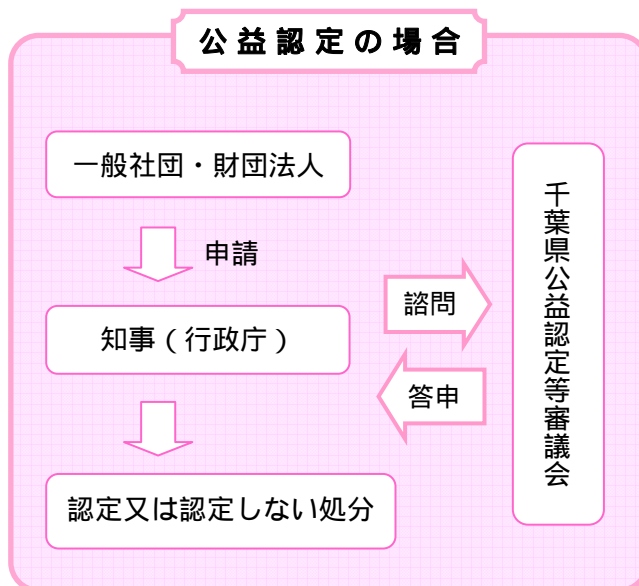 公益認定の場合
一般社団・財団法人
申請
知事（行政庁）
諮問
答申
認定又は認定しない処分
千葉県公益認定等審議会